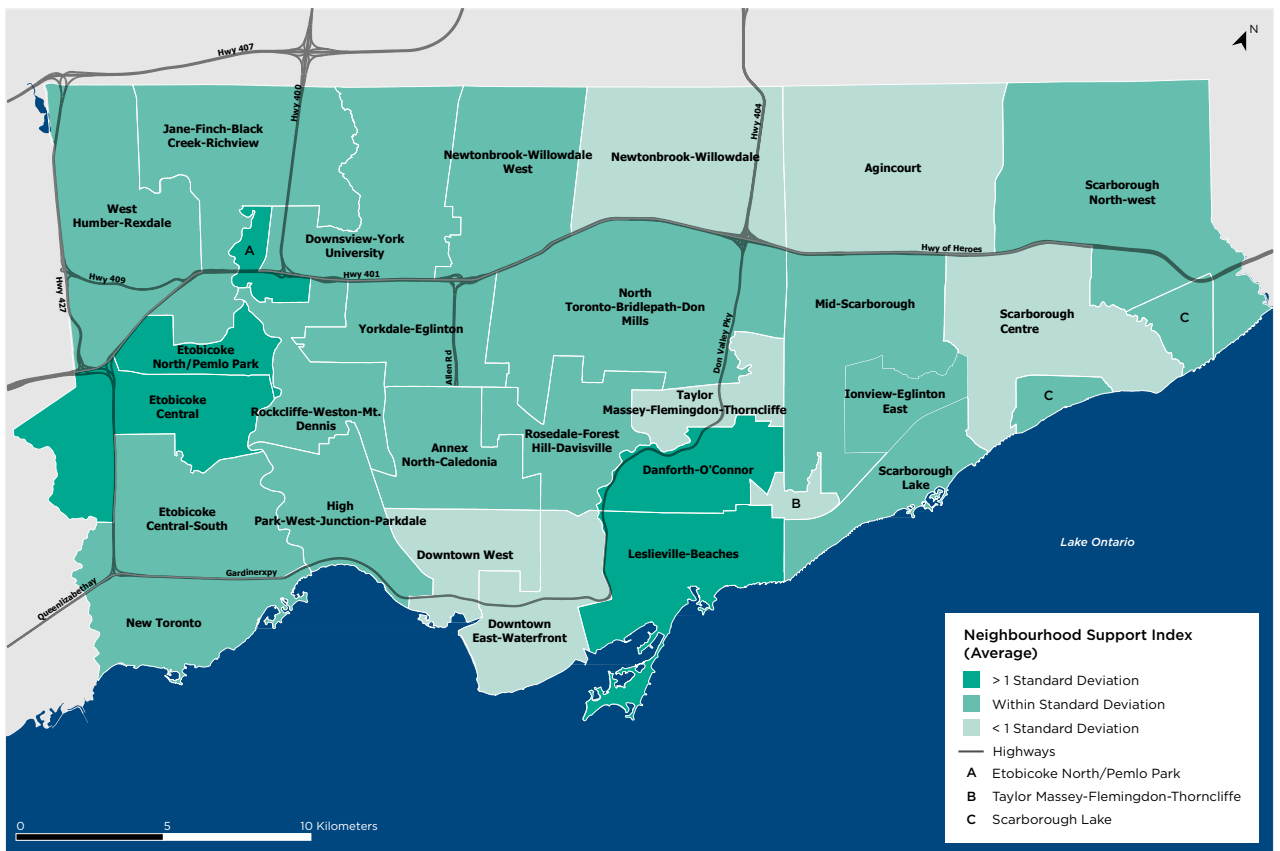 N
Hwy 407
Hwy 400
Hwy 404
Jane-Finch-Black
Creek-Richview
Newtonbrook-Willowdale
West
Newtonbrook-Willowdale
Agincourt
Scarborough
North-west
West
Humber-Rexdale
A
Downsview-York
University
Hwy of Heroes
Hwy 401
Hwy 409
Hwy 427
North
Toronto-Bridlepath-Don
Mills
Mid-Scarborough
Scarborough
Centre
C
Yorkdale-Eglinton
Allen Rd
Don Valley Pky
Etobicoke
North/Pemlo Park
Etobicoke
Central
Rockcliffe-Weston-Mt.
Dennis
Taylor
Massey-Flemingdon-Thorncliffe
Ionview-Eglinton
East
C
Annex
North-Caledonia
Rosedale-Forest
Hill-Davisville
Danforth-O'Connor
Scarborough
Lake
B
Etobicoke
Central-South
High
Park-West-Junction-Parkdale
Downtown West
Leslieville-Beaches
Lake Ontario
Gardinerxpy
Queenlizabethay
New Toronto
Downtown
East-Waterfront
Neighbourhood Support Index
(Average)
> 1 Standard Deviation
Within Standard Deviation
< 1 Standard Deviation
Highways
A Etobicoke North/Pemlo Park
B Taylor Massey-Flemingdon-Thorncliffe
C Scarborough Lake
0 5 10 Kilometers